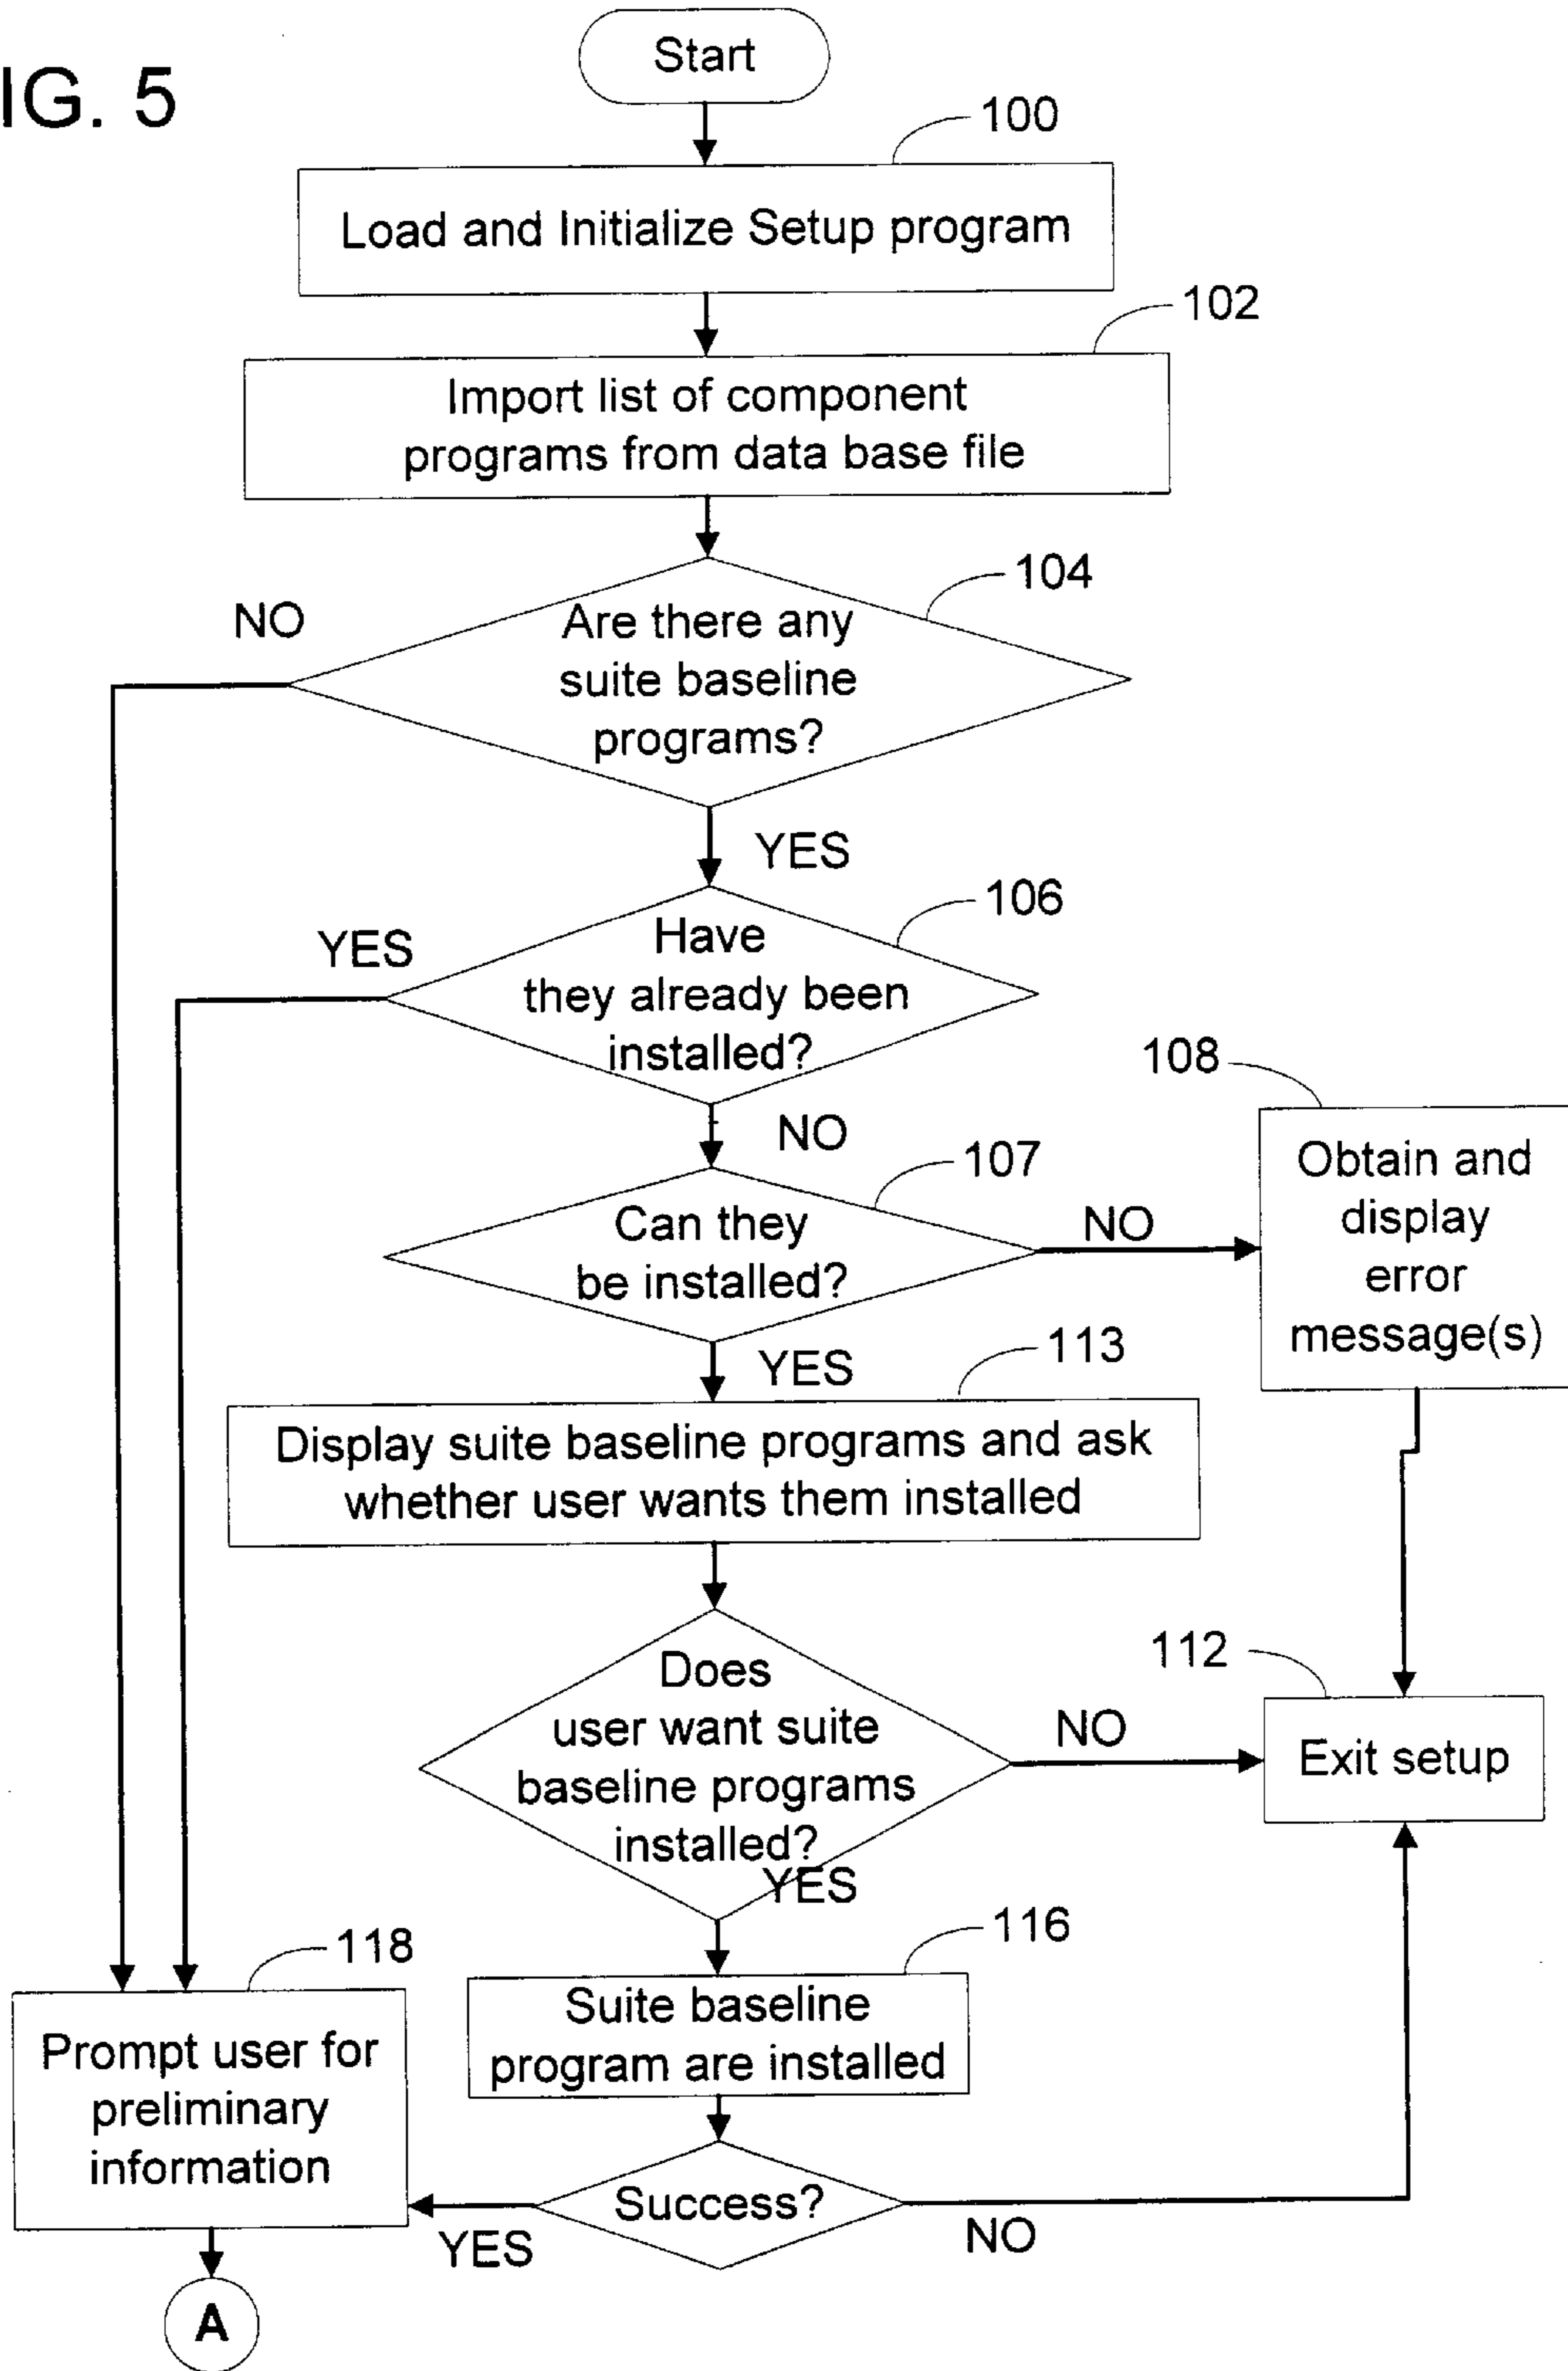 IG. 5
Start
100
Load and Initialize Setup program
102
Import list of component
programs from data base file
104
NO
Are there any
suite baseline
programs?
YES
106
YES
Have
they already been
installed?
108
NO
107
Obtain and
display
error
message(s)
Can they
be installed?
NO
YES
113
Display suite baseline programs and ask
whether user wants them installed
112
Does
user want suite
baseline programs
installed?
NO
Exit setup
YES
116
118
Suite baseline
program are installed
Prompt user for
preliminary
information
Success?
YES
NO
A